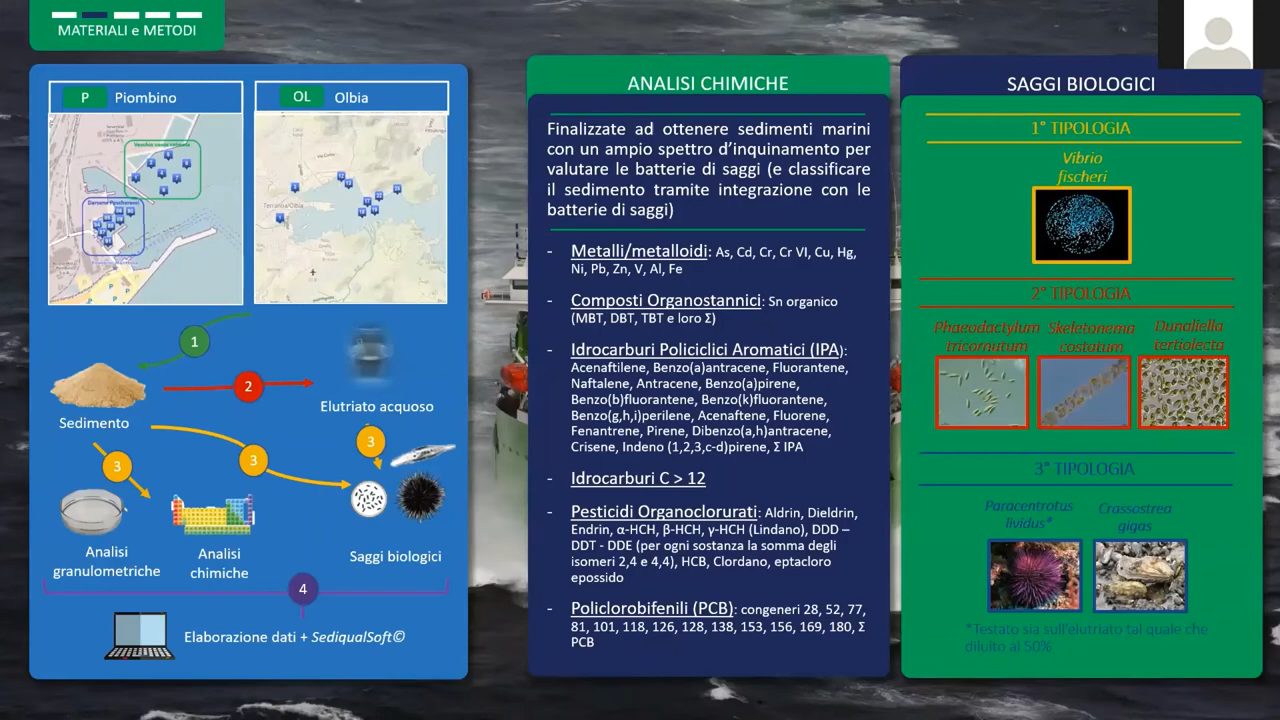 MATERIALI e METODI
P Piombino
OL Olbia
Vecchia vasca colmata
Darsena Pescherecci
Terranoa/Olbia
P
P
P
P
1
2
Sedimento
Elutriato acquoso
3
3
3
Analisi
granulometriche
Analisi
chimiche
Saggi biologici
4
Elaborazione dati + SediqualSoft©
ANALISI CHIMICHE
Finalizzate ad ottenere sedimenti marini
con un ampio spettro d’inquinamento per
valutare le batterie di saggi (e classificare
il sedimento tramite integrazione con le
batterie di saggi)
- Metalli/metalloidi: As, Cd, Cr, Cr VI, Cu, Hg,
Ni, Pb, Zn, V, Al, Fe
- Composti Organostannici: Sn organico
(MBT, DBT, TBT e loro Σ)
- Idrocarburi Policiclici Aromatici (IPA):
Acenaftilene, Benzo(a)antracene, Fluorantene,
Naftalene, Antracene, Benzo(a)pirene,
Benzo(b)fluorantene, Benzo(k)fluorantene,
Benzo(g,h,i)perilene, Acenaftene, Fluorene,
Fenantrene, Pirene, Dibenzo(a,h)antracene,
Crisene, Indeno (1,2,3,c-d)pirene, Σ IPA
- Idrocarburi C > 12
- Pesticidi Organoclorurati: Aldrin, Dieldrin,
Endrin, α-HCH, β-HCH, γ-HCH (Lindano), DDD –
DDT - DDE (per ogni sostanza la somma degli
isomeri 2,4 e 4,4), HCB, Clordano, eptacloro
epossido
- Policlorobifenili (PCB): congeneri 28, 52, 77,
81, 101, 118, 126, 128, 138, 153, 156, 169, 180, Σ
PCB
SAGGI BIOLOGICI
1° TIPOLOGIA
Vibrio
fischeri
2° TIPOLOGIA
Phaeodactylum
tricornutum
Skeletonema
costatum
Dunaliella
tertiolecta
3° TIPOLOGIA
Paracentrotus
lividus*
Crassostrea
gigas
*Testato sia sull’elutriato tal quale che
diluito al 50%